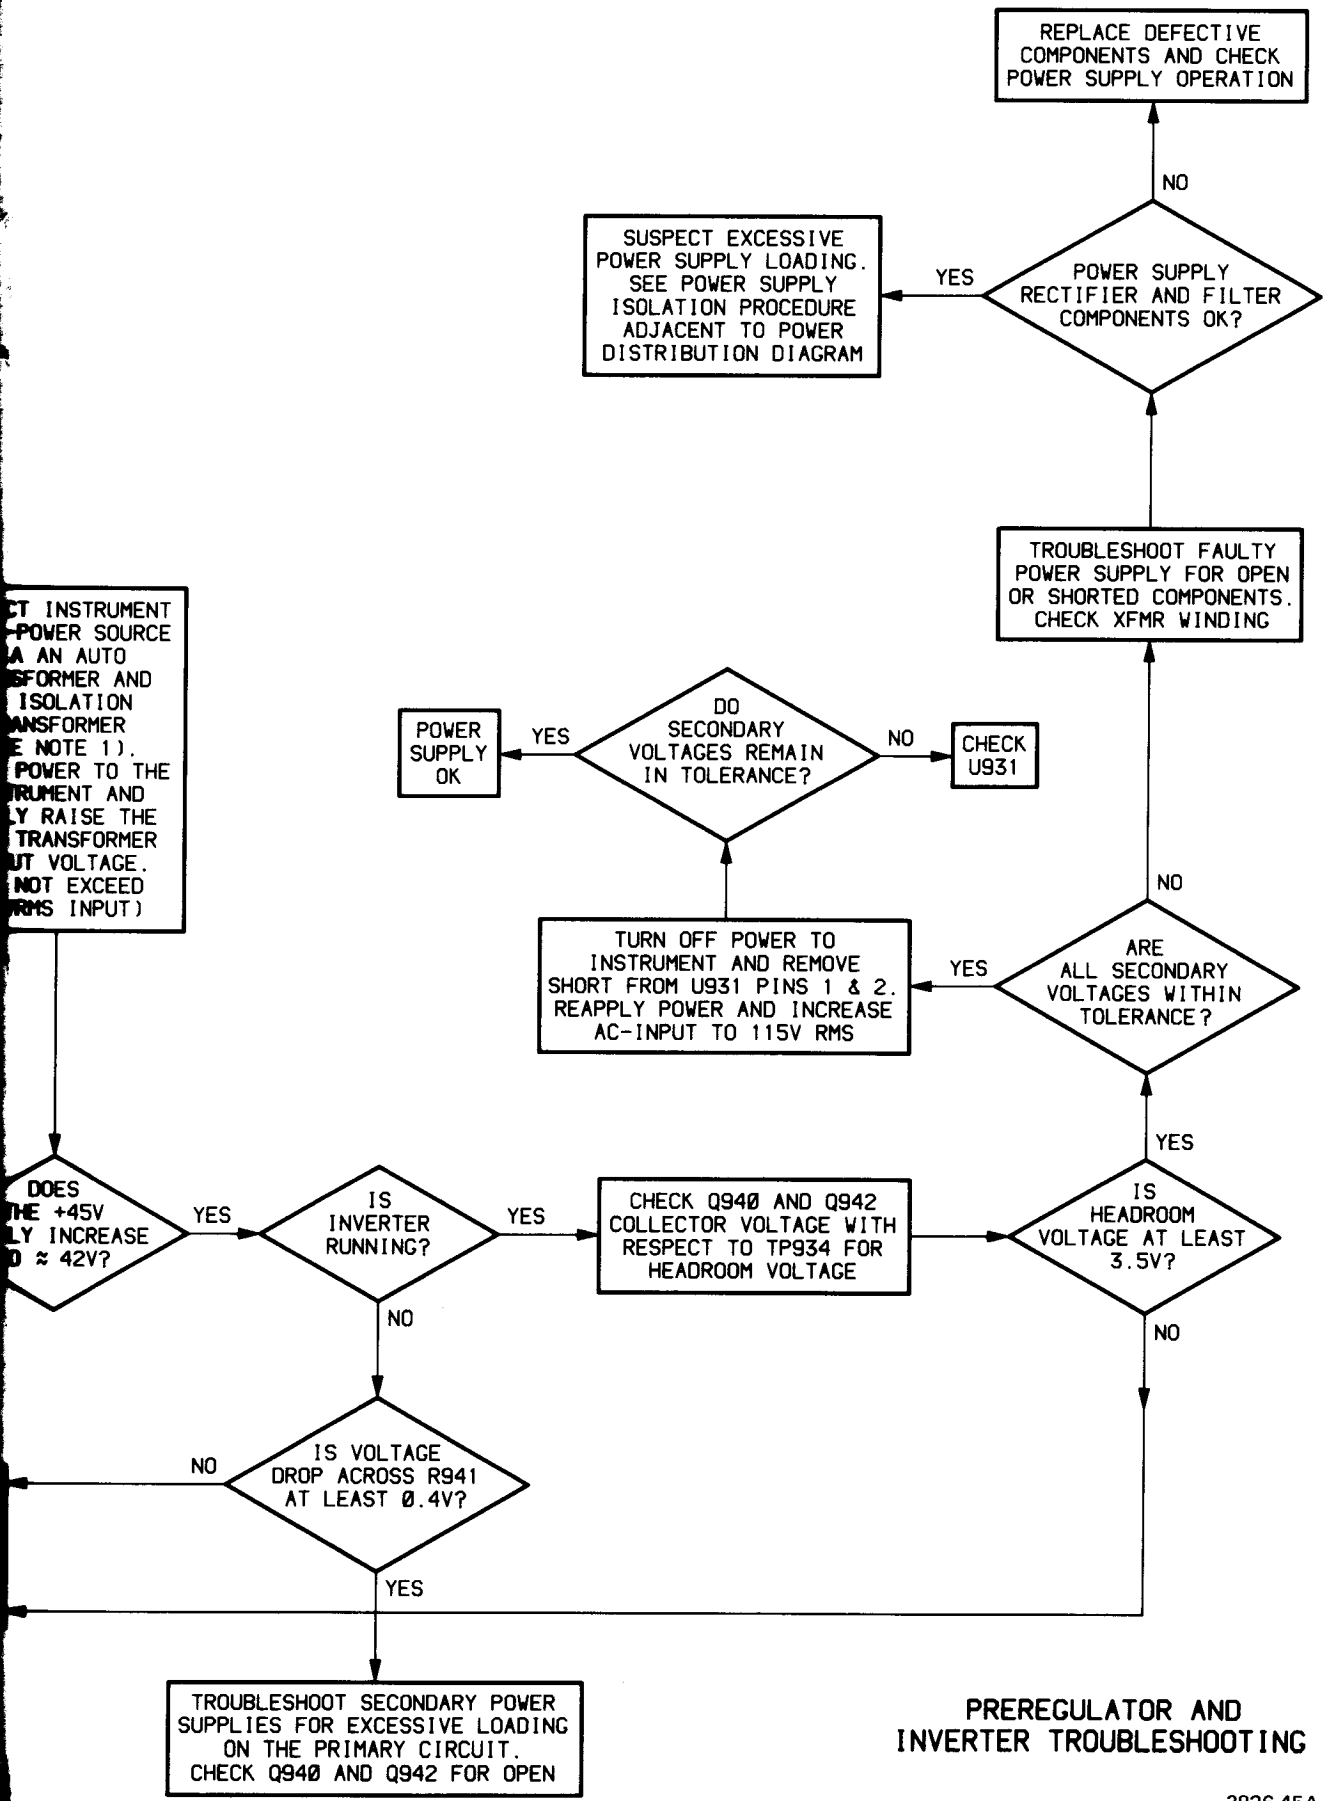 REPLACE DEFECTIVE
COMPONENTS AND CHECK
POWER SUPPLY OPERATION
NO
SUSPECT EXCESSIVE
POWER SUPPLY LOADING.
SEE POWER SUPPLY
ISOLATION PROCEDURE
ADJACENT TO POWER
DISTRIBUTION DIAGRAM
YES
POWER SUPPLY
RECTIFIER AND FILTER
COMPONENTS OK?
TROUBLESHOOT FAULTY
POWER SUPPLY FOR OPEN
OR SHORTED COMPONENTS.
CHECK XFMR WINDING
INSTRUMENT
POWER SOURCE
AN AUTO
AND
ISOLATION
NOTE 1).
POWER TO THE
AND
RAISE THE
TRANSFORMER
VOLTAGE.
NOT EXCEED
RMS INPUT)
POWER
SUPPLY
OK
YES
DO
SECONDARY
VOLTAGES REMAIN
IN TOLERANCE?
NO
CHECK
U931
NO
TURN OFF POWER TO
INSTRUMENT AND REMOVE
SHORT FROM U931 PINS 1 & 2.
REAPPLY POWER AND INCREASE
AC-INPUT TO 115V RMS
YES
ARE
ALL SECONDARY
VOLTAGES WITHIN
TOLERANCE?
YES
DOES
+45V
INCREASE
≈ 42V?
YES
IS
INVERTER
RUNNING?
YES
CHECK Q940 AND Q942
COLLECTOR VOLTAGE WITH
RESPECT TO TP934 FOR
HEADROOM VOLTAGE
IS
HEADROOM
VOLTAGE AT LEAST
3.5V?
NO
NO
NO
IS VOLTAGE
DROP ACROSS R941
AT LEAST 0.4V?
YES
TROUBLESHOOT SECONDARY POWER
SUPPLIES FOR EXCESSIVE LOADING
ON THE PRIMARY CIRCUIT.
CHECK Q940 AND Q942 FOR OPEN
PREREGULATOR AND
INVERTER TROUBLESHOOTING